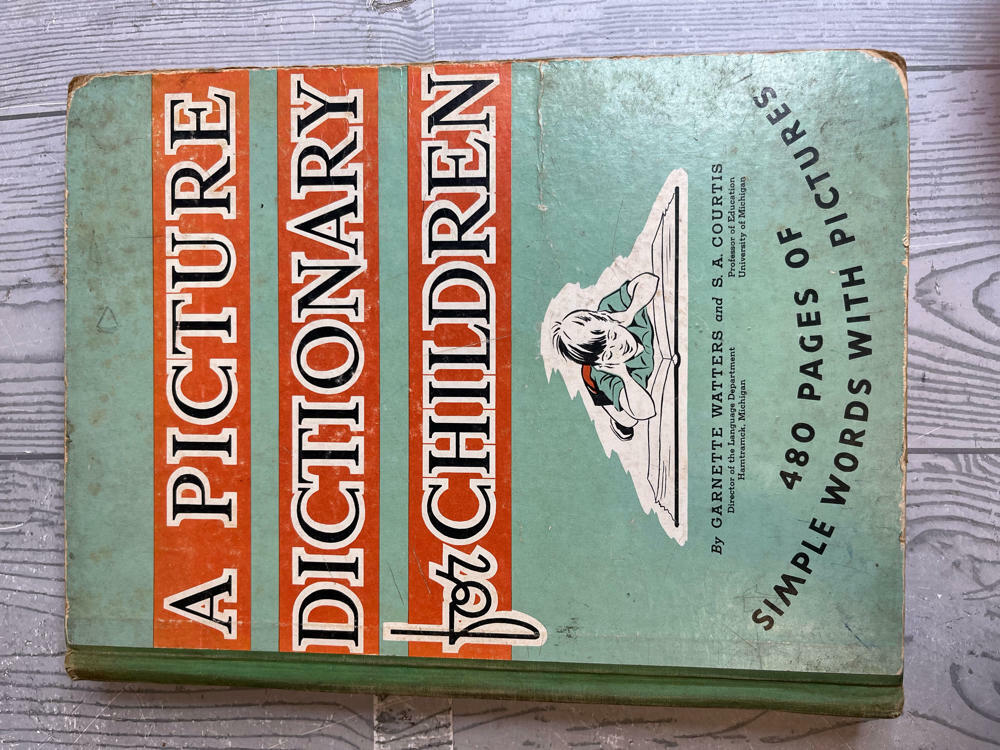 A PICTURE
DICTIONARY
for CHILDREN
By GARNETTE WATTERS and S. A. COURTIS
Director of the Language Department Professor of Education
Hamtramck, Michigan University of Michigan
480 PAGES OF
SIMPLE WORDS WITH PICTURES